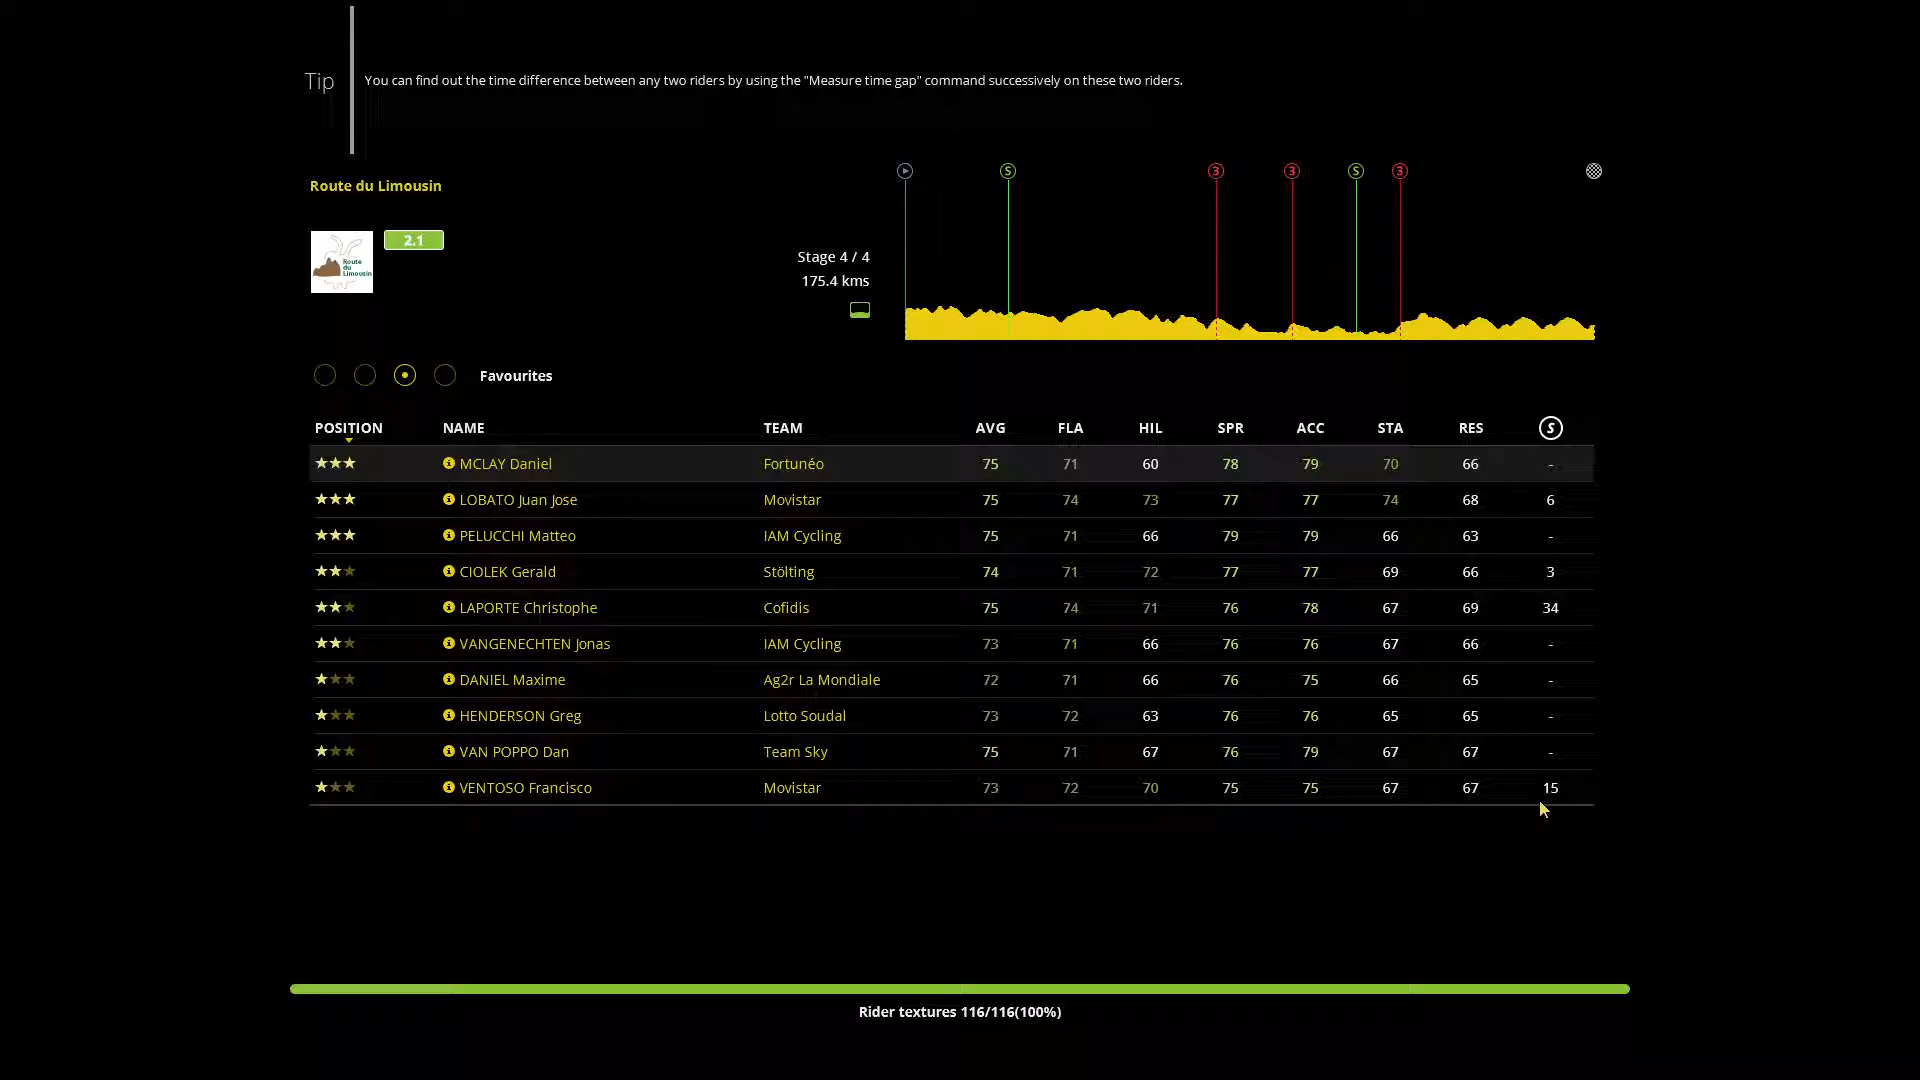 Tip
You can find out the time difference between any two riders by using the "Measure time gap" command successively on these two riders.
S 3 3 S 3
Route du Limousin
2.1
Route
du
Limousin
Stage 4 / 4
175.4 kms
Favourites
POSITION NAME TEAM AVG FLA HIL SPR ACC STA RES S
MCLAY Daniel Fortunéo 75 71 60 78 79 70 66 -
LOBATO Juan Jose Movistar 75 74 73 77 77 74 68 6
PELUCCHI Matteo IAM Cycling 75 71 66 79 79 66 63 -
CIOLEK Gerald Stölting 74 71 72 77 77 69 66 3
LAPORTE Christophe Cofidis 75 74 71 76 78 67 69 34
VANGENECHTEN Jonas IAM Cycling 73 71 66 76 76 67 66 -
DANIEL Maxime Ag2r La Mondiale 72 71 66 76 75 66 65 -
HENDERSON Greg Lotto Soudal 73 72 63 76 76 65 65 -
VAN POPPO Dan Team Sky 75 71 67 76 79 67 67 -
VENTOSO Francisco Movistar 73 72 70 75 75 67 67 15
Rider textures 116/116(100%)